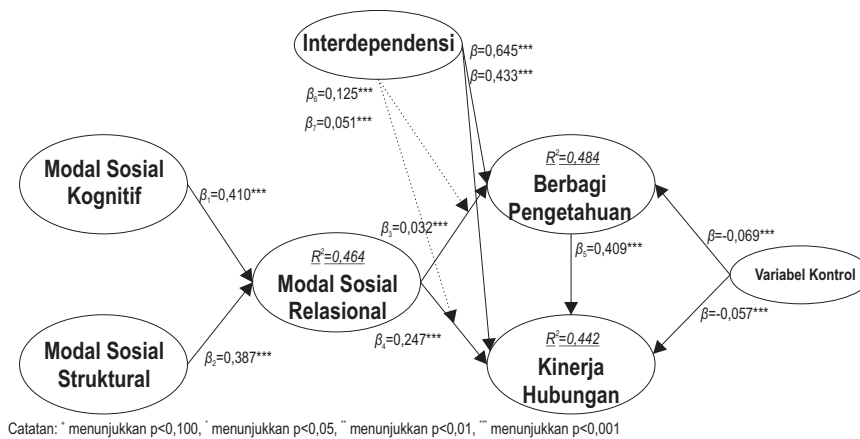 Interdependensi
β=0,645***
β=0,433***
β₆=0,125***
β₇=0,051***
Modal Sosial
Kognitif
β₁=0,410***
R²=0,484
Berbagi
Pengetahuan
β₃=0,032***
R²=0,464
Modal Sosial
Relasional
β₅=0,409***
β=-0,069***
Variabel Kontrol
β=-0,057***
β₄=0,247***
R²=0,442
Kinerja
Hubungan
Modal Sosial
Struktural
β₂=0,387***
Catatan: ⁺ menunjukkan p<0,100, * menunjukkan p<0,05, ** menunjukkan p<0,01, *** menunjukkan p<0,001